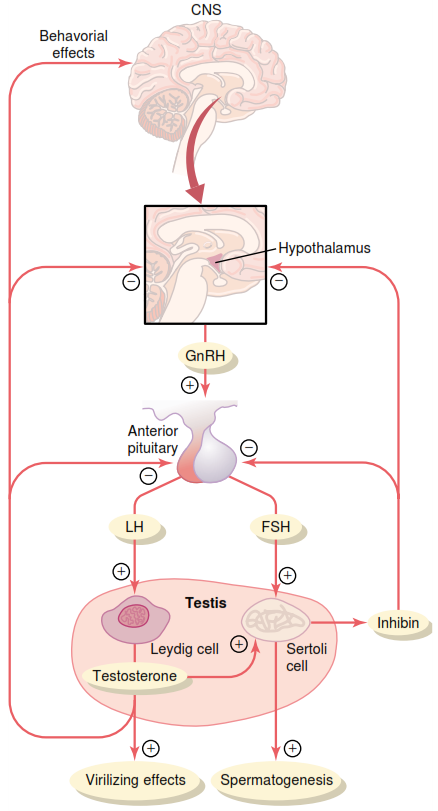 CNS
Behavorial
effects
Hypothalamus
−
−
GnRH
+
Anterior
pituitary
−
−
LH
FSH
+
+
Testis
Leydig cell
+
Sertoli
cell
Inhibin
Testosterone
+
+
Virilizing effects
Spermatogenesis